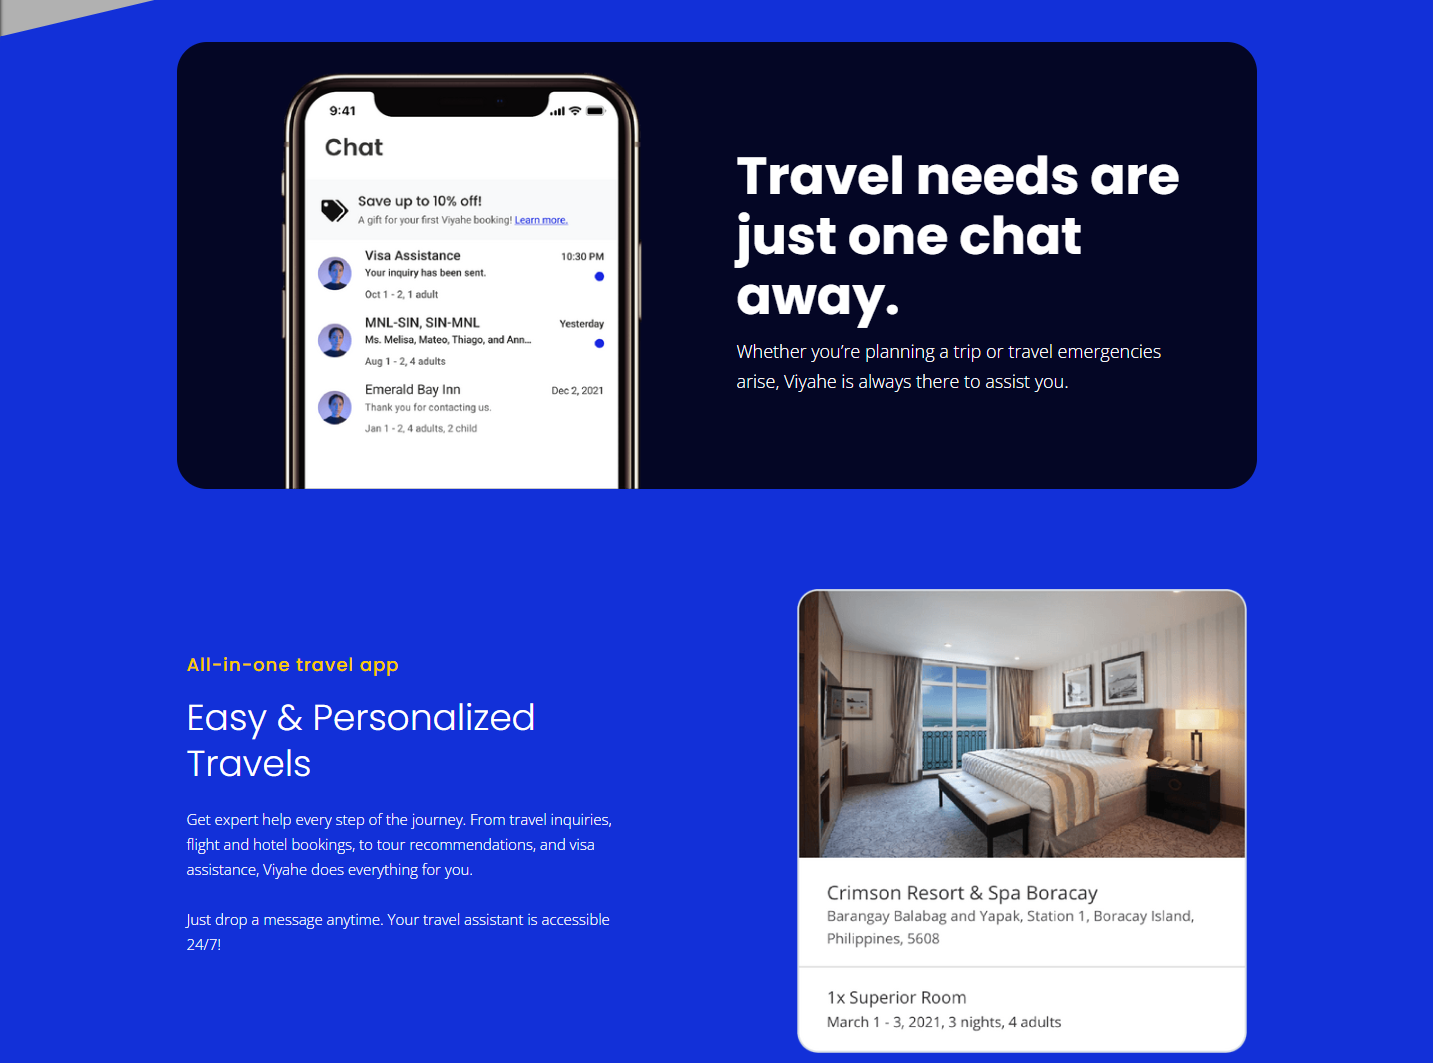 9:41
Chat
Save up to 10% off!
A gift for your first Viyahe booking! Learn more.
Visa Assistance
10:30 PM
Your inquiry has been sent.
Oct 1 - 2, 1 adult
MNL-SIN, SIN-MNL
Yesterday
Ms. Melisa, Mateo, Thiago, and Ann...
Aug 1 - 2, 4 adults
Emerald Bay Inn
Dec 2, 2021
Thank you for contacting us.
Jan 1 - 2, 4 adults, 2 child
Travel needs are
just one chat
away.
Whether you’re planning a trip or travel emergencies
arise, Viyahe is always there to assist you.
All-in-one travel app
Easy & Personalized
Travels
Get expert help every step of the journey. From travel inquiries,
flight and hotel bookings, to tour recommendations, and visa
assistance, Viyahe does everything for you.
Just drop a message anytime. Your travel assistant is accessible
24/7!
Crimson Resort & Spa Boracay
Barangay Balabag and Yapak, Station 1, Boracay Island,
Philippines, 5608
1x Superior Room
March 1 - 3, 2021, 3 nights, 4 adults